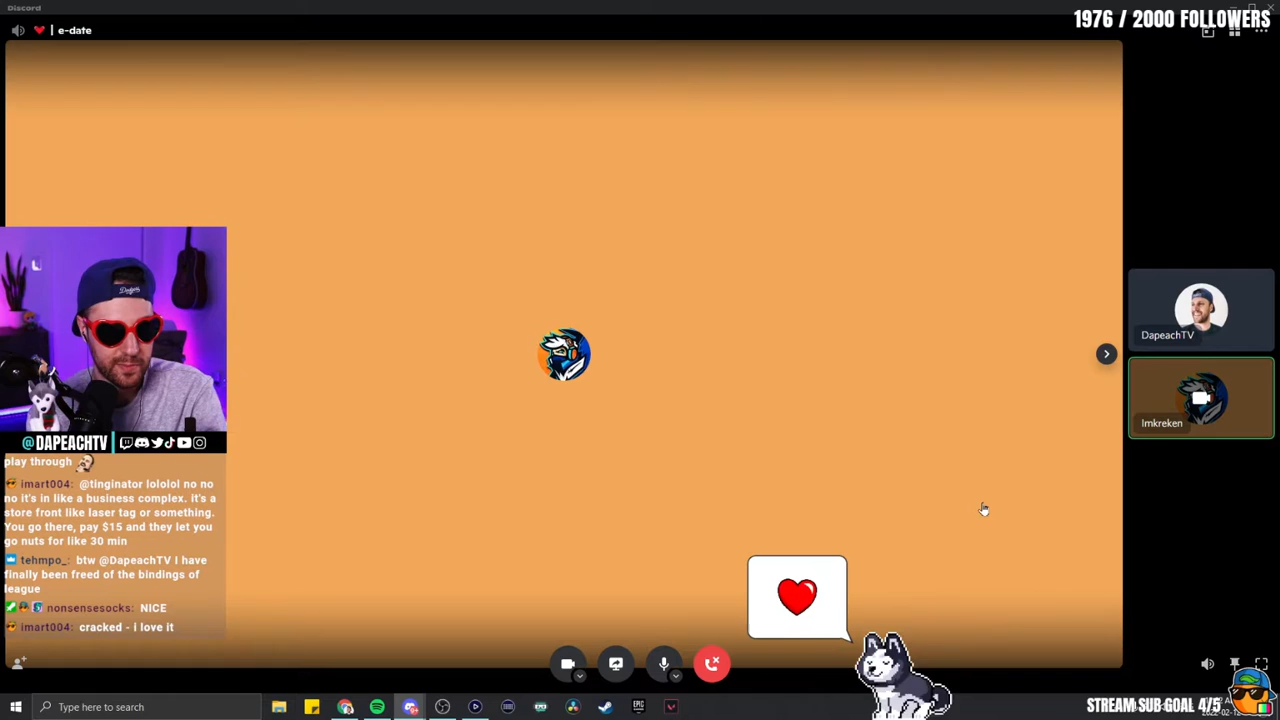 Discord
1976 / 2000 FOLLOWERS
e-date
Dodgers
DapeachTV
Imkreken
@DAPEACHTV
play through
imart004: @tinginator lololol no no
no it's in like a business complex. it's a
store front like laser tag or something.
You go there, pay $15 and they let you
go nuts for like 30 min
tehmpo_: btw @DapeachTV I have
finally been freed of the bindings of
league
nonsensesocks: NICE
imart004: cracked - i love it
Type here to search
STREAM SUB GOAL 4/5